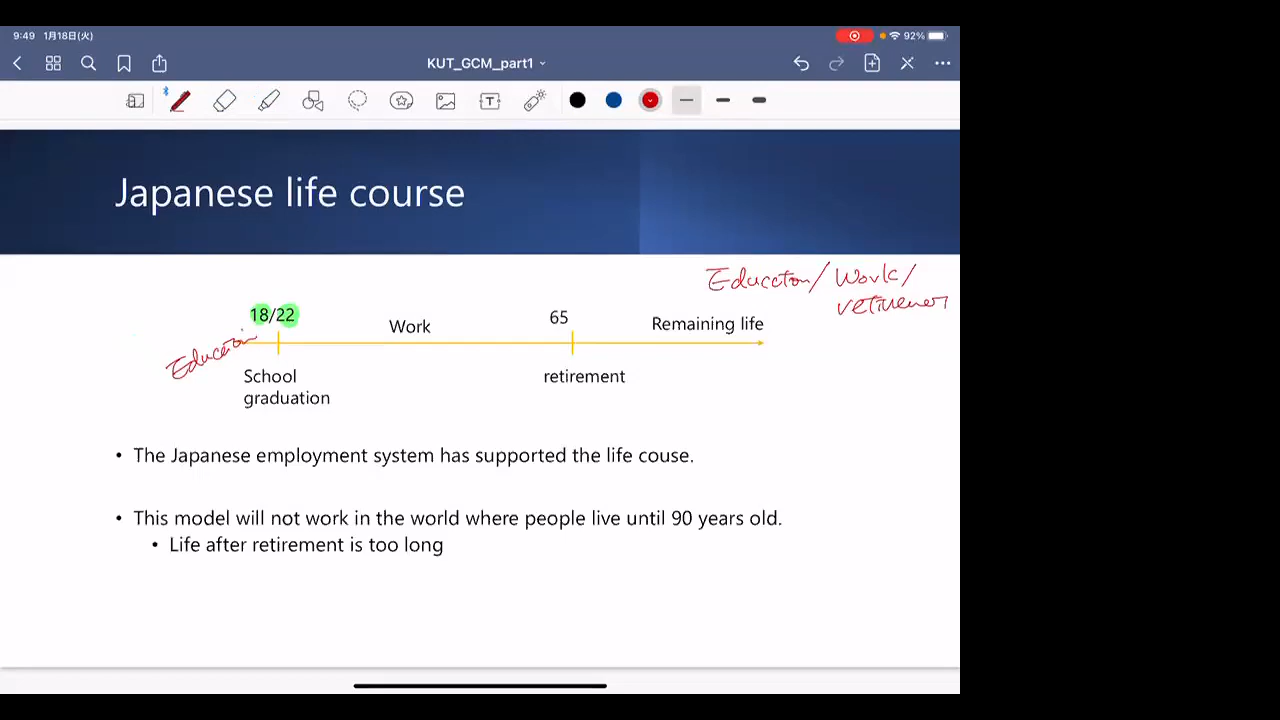 9:49 1月18日(火)
92%
KUT_GCM_part1
Japanese life course
Education/Work/
retirement
18/22
Work
65
Remaining life
Education
School
graduation
retirement
• The Japanese employment system has supported the life couse.
• This model will not work in the world where people live until 90 years old.
• Life after retirement is too long